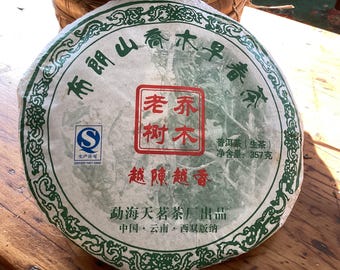 布朗山乔木早春茶
老乔
树木
越陳越香
普洱茶（生茶）
净含量：357克
勐海天茗茶厂出品
中国·云南·西双版纳